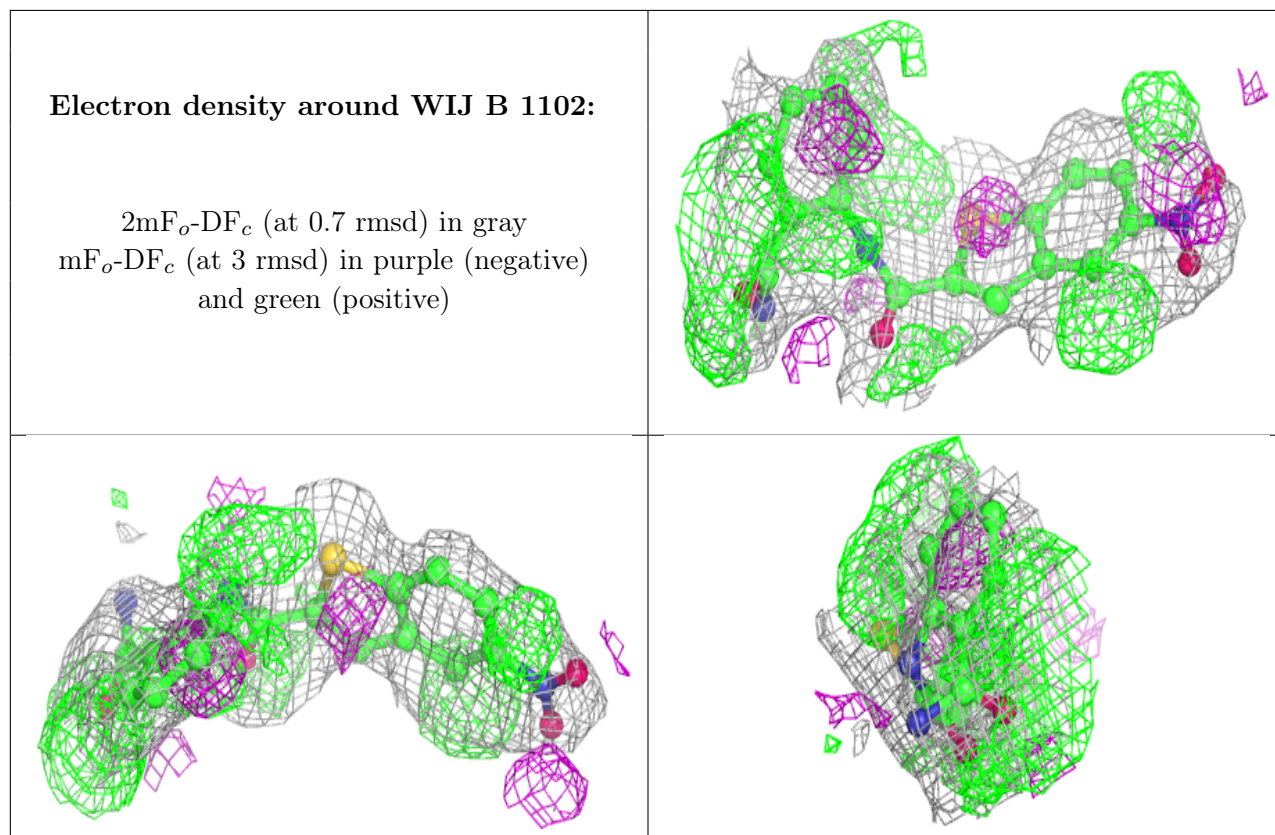 Electron density around WIJ B 1102:
2mFo-DFc (at 0.7 rmsd) in gray
mFo-DFc (at 3 rmsd) in purple (negative)
and green (positive)